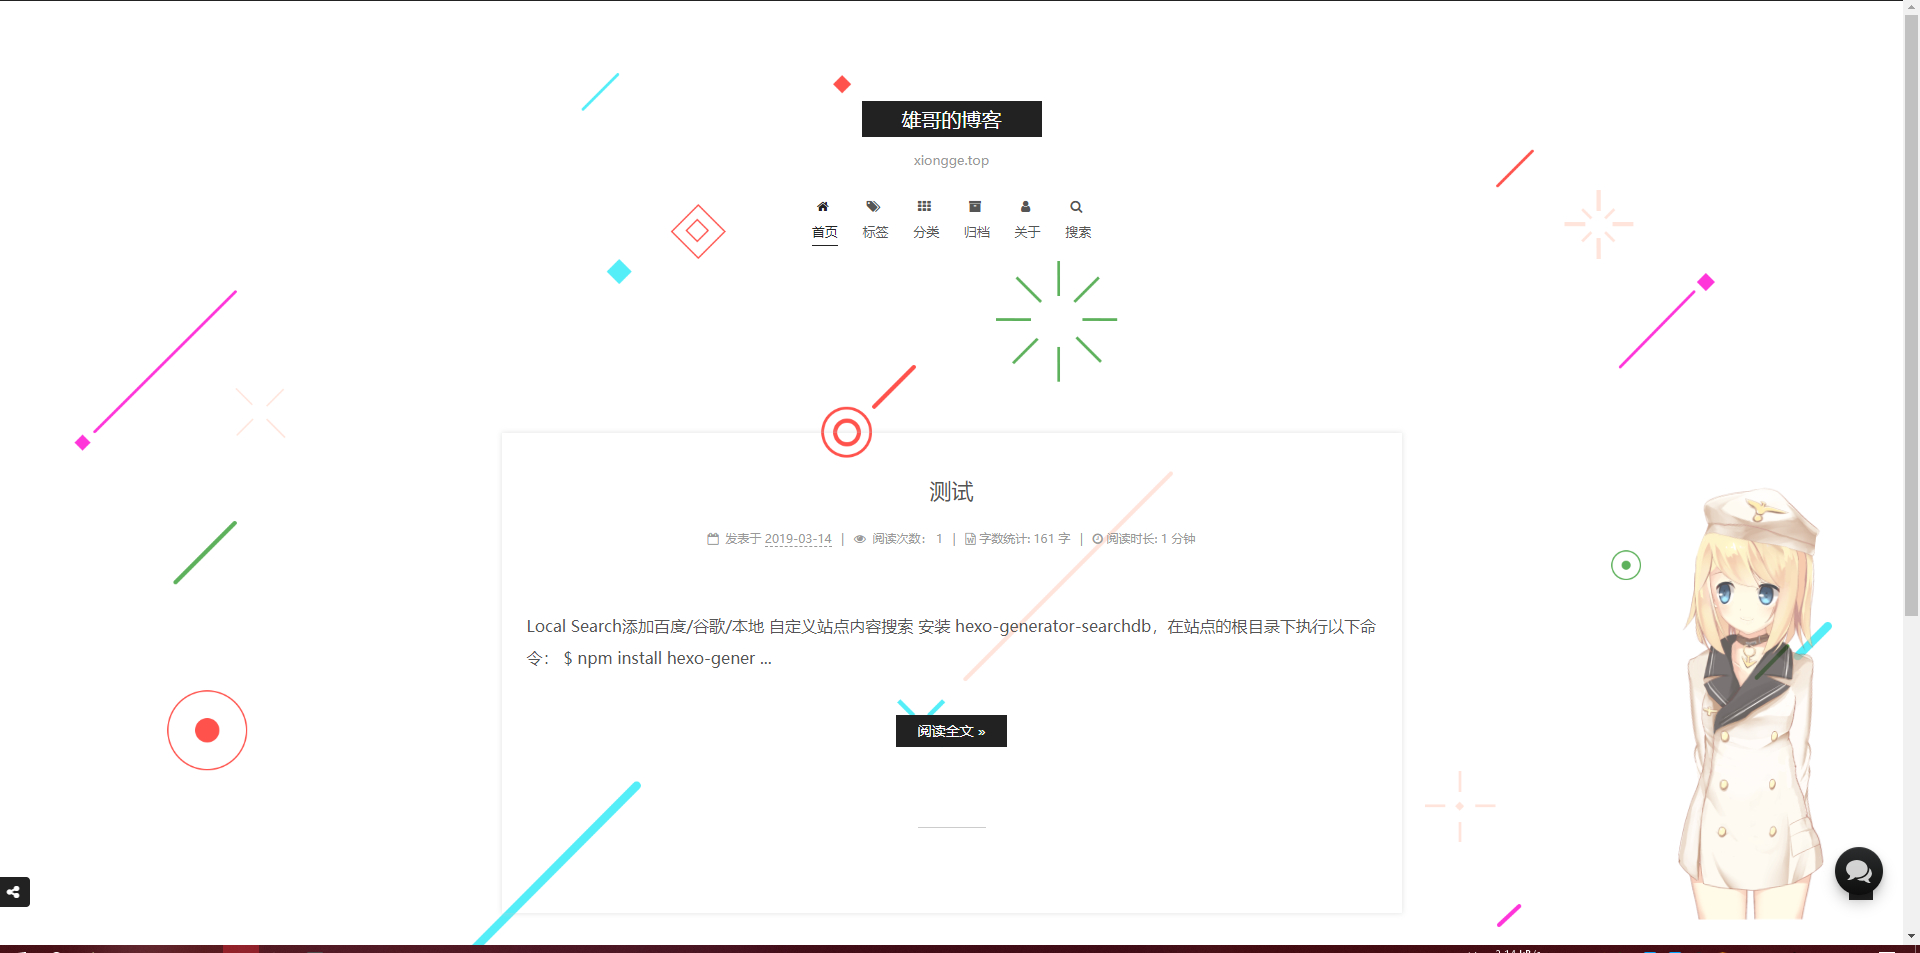 雄哥的博客
xiongge.top
首页 标签 分类 归档 关于 搜索
测试
发表于 2019-03-14 | 阅读次数： 1 | 字数统计: 161 字 | 阅读时长: 1 分钟
Local Search添加百度/谷歌/本地 自定义站点内容搜索 安装 hexo-generator-searchdb，在站点的根目录下执行以下命
令： $ npm install hexo-gener ...
阅读全文 »